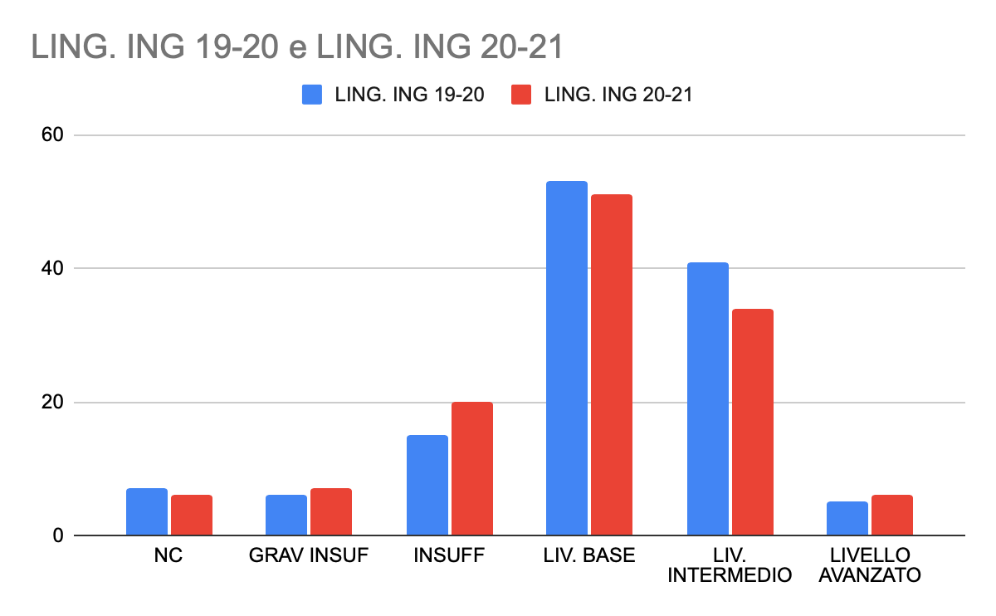 LING. ING 19-20 e LING. ING 20-21
LING. ING 19-20 LING. ING 20-21
60
40
20
0
NC GRAV INSUF INSUFF LIV. BASE LIV. INTERMEDIO LIVELLO AVANZATO